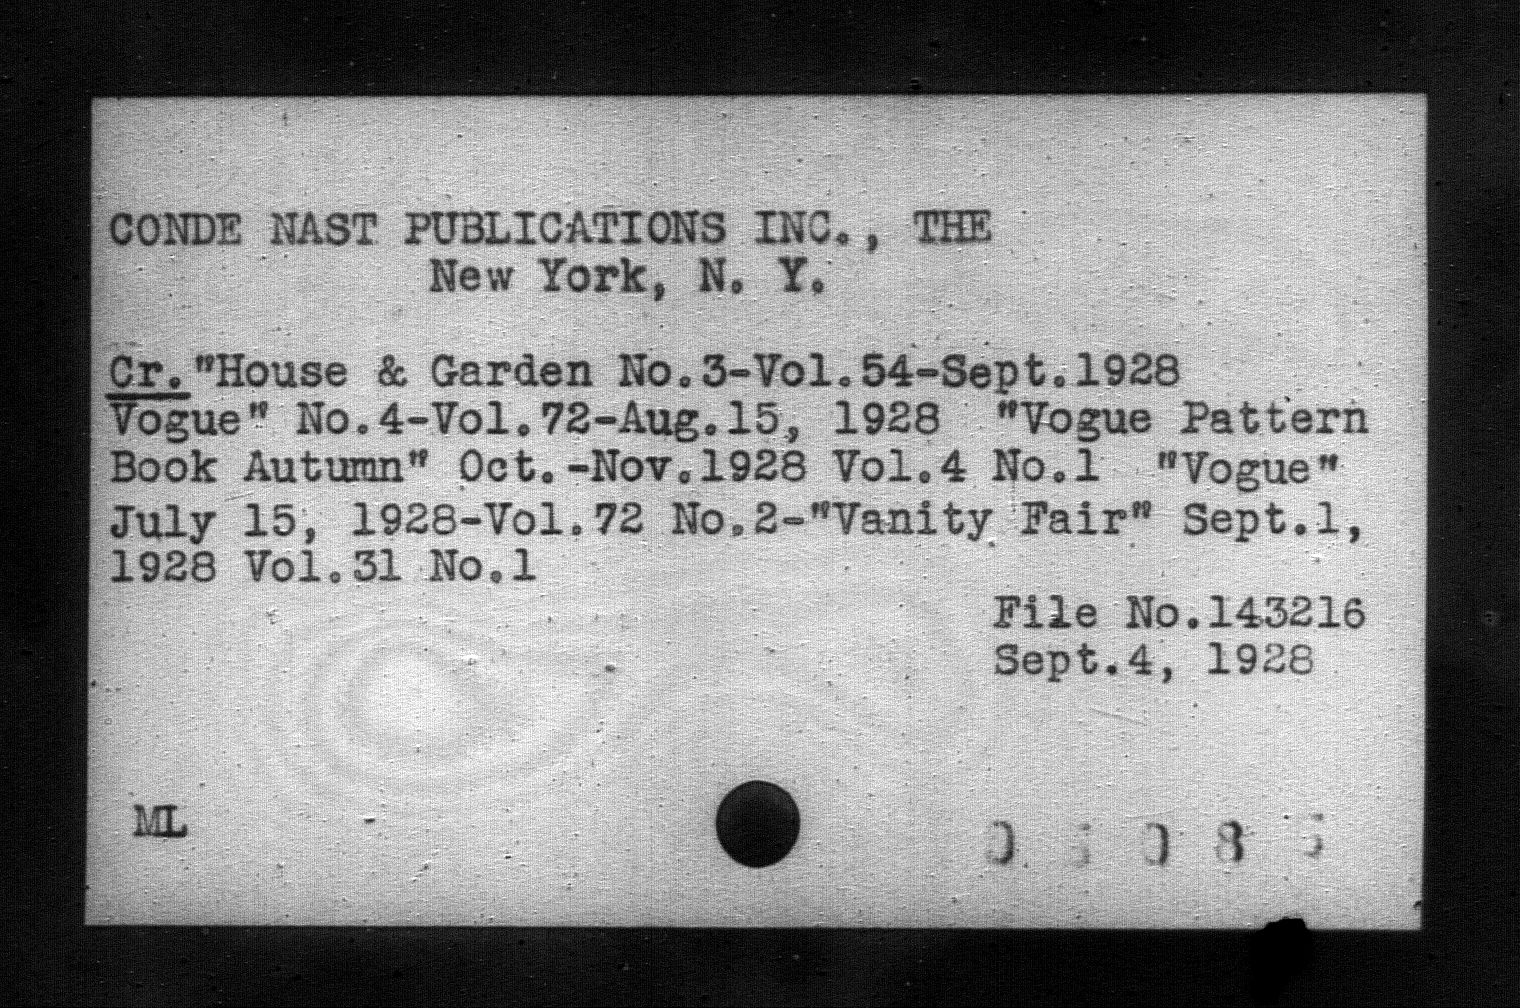 CONDE NAST PUBLICATIONS INC., THE
New York, N. Y.
Cr."House & Garden No.3-Vol.54-Sept.1928
Vogue" No.4-Vol.72-Aug.15, 1928 "Vogue Pattern
Book Autumn" Oct.-Nov.1928 Vol.4 No.1 "Vogue"
July 15, 1928-Vol.72 No.2-"Vanity Fair" Sept.1,
1928 Vol.31 No.1
File No.143216
Sept.4, 1928
ML